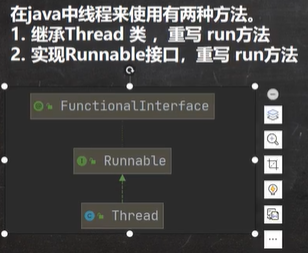 在java中线程来使用有两种方法。
1. 继承Thread 类，重写 run方法
2. 实现Runnable接口，重写 run方法
FunctionalInterface
Runnable
Thread